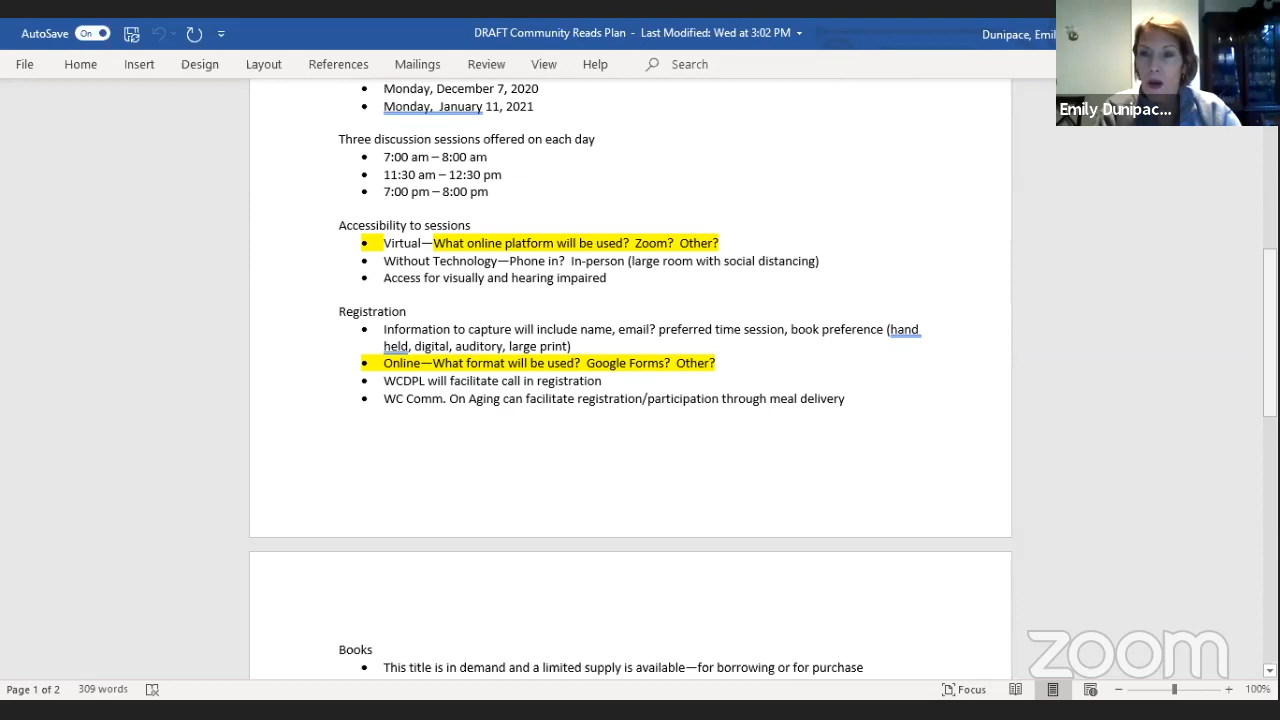 AutoSave On DRAFT Community Reads Plan - Last Modified: Wed at 3:02 PM Dunipace, Emi
File Home Insert Design Layout References Mailings Review View Help Search
Emily Dunipac...
• Monday, December 7, 2020
• Monday, January 11, 2021
Three discussion sessions offered on each day
• 7:00 am – 8:00 am
• 11:30 am – 12:30 pm
• 7:00 pm – 8:00 pm
Accessibility to sessions
• Virtual—What online platform will be used? Zoom? Other?
• Without Technology—Phone in? In-person (large room with social distancing)
• Access for visually and hearing impaired
Registration
• Information to capture will include name, email? preferred time session, book preference (hand
held, digital, auditory, large print)
• Online—What format will be used? Google Forms? Other?
• WCDPL will facilitate call in registration
• WC Comm. On Aging can facilitate registration/participation through meal delivery
Books
• This title is in demand and a limited supply is available—for borrowing or for purchase
zoom
Page 1 of 2 309 words Focus 100%